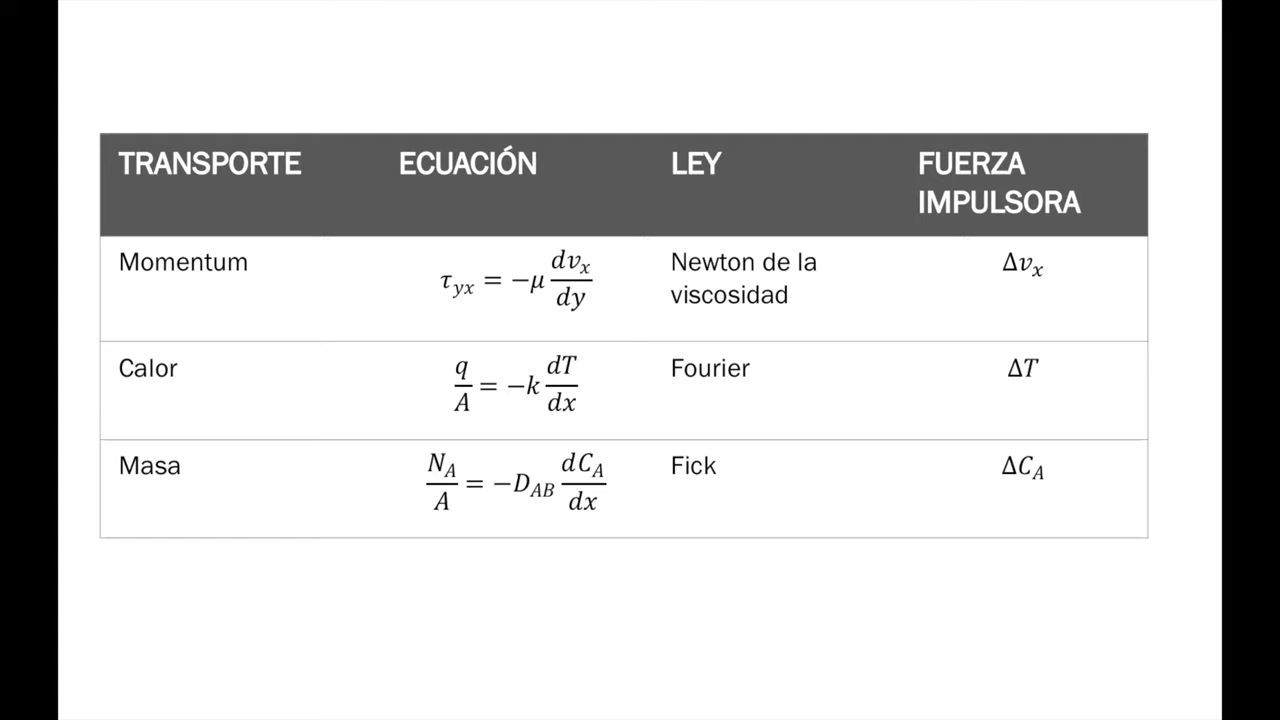 TRANSPORTE ECUACIÓN LEY FUERZA IMPULSORA
Momentum τ_yx = −μ dv_x/dy Newton de la viscosidad Δv_x
Calor q/A = −k dT/dx Fourier ΔT
Masa N_A/A = −D_AB dC_A/dx Fick ΔC_A